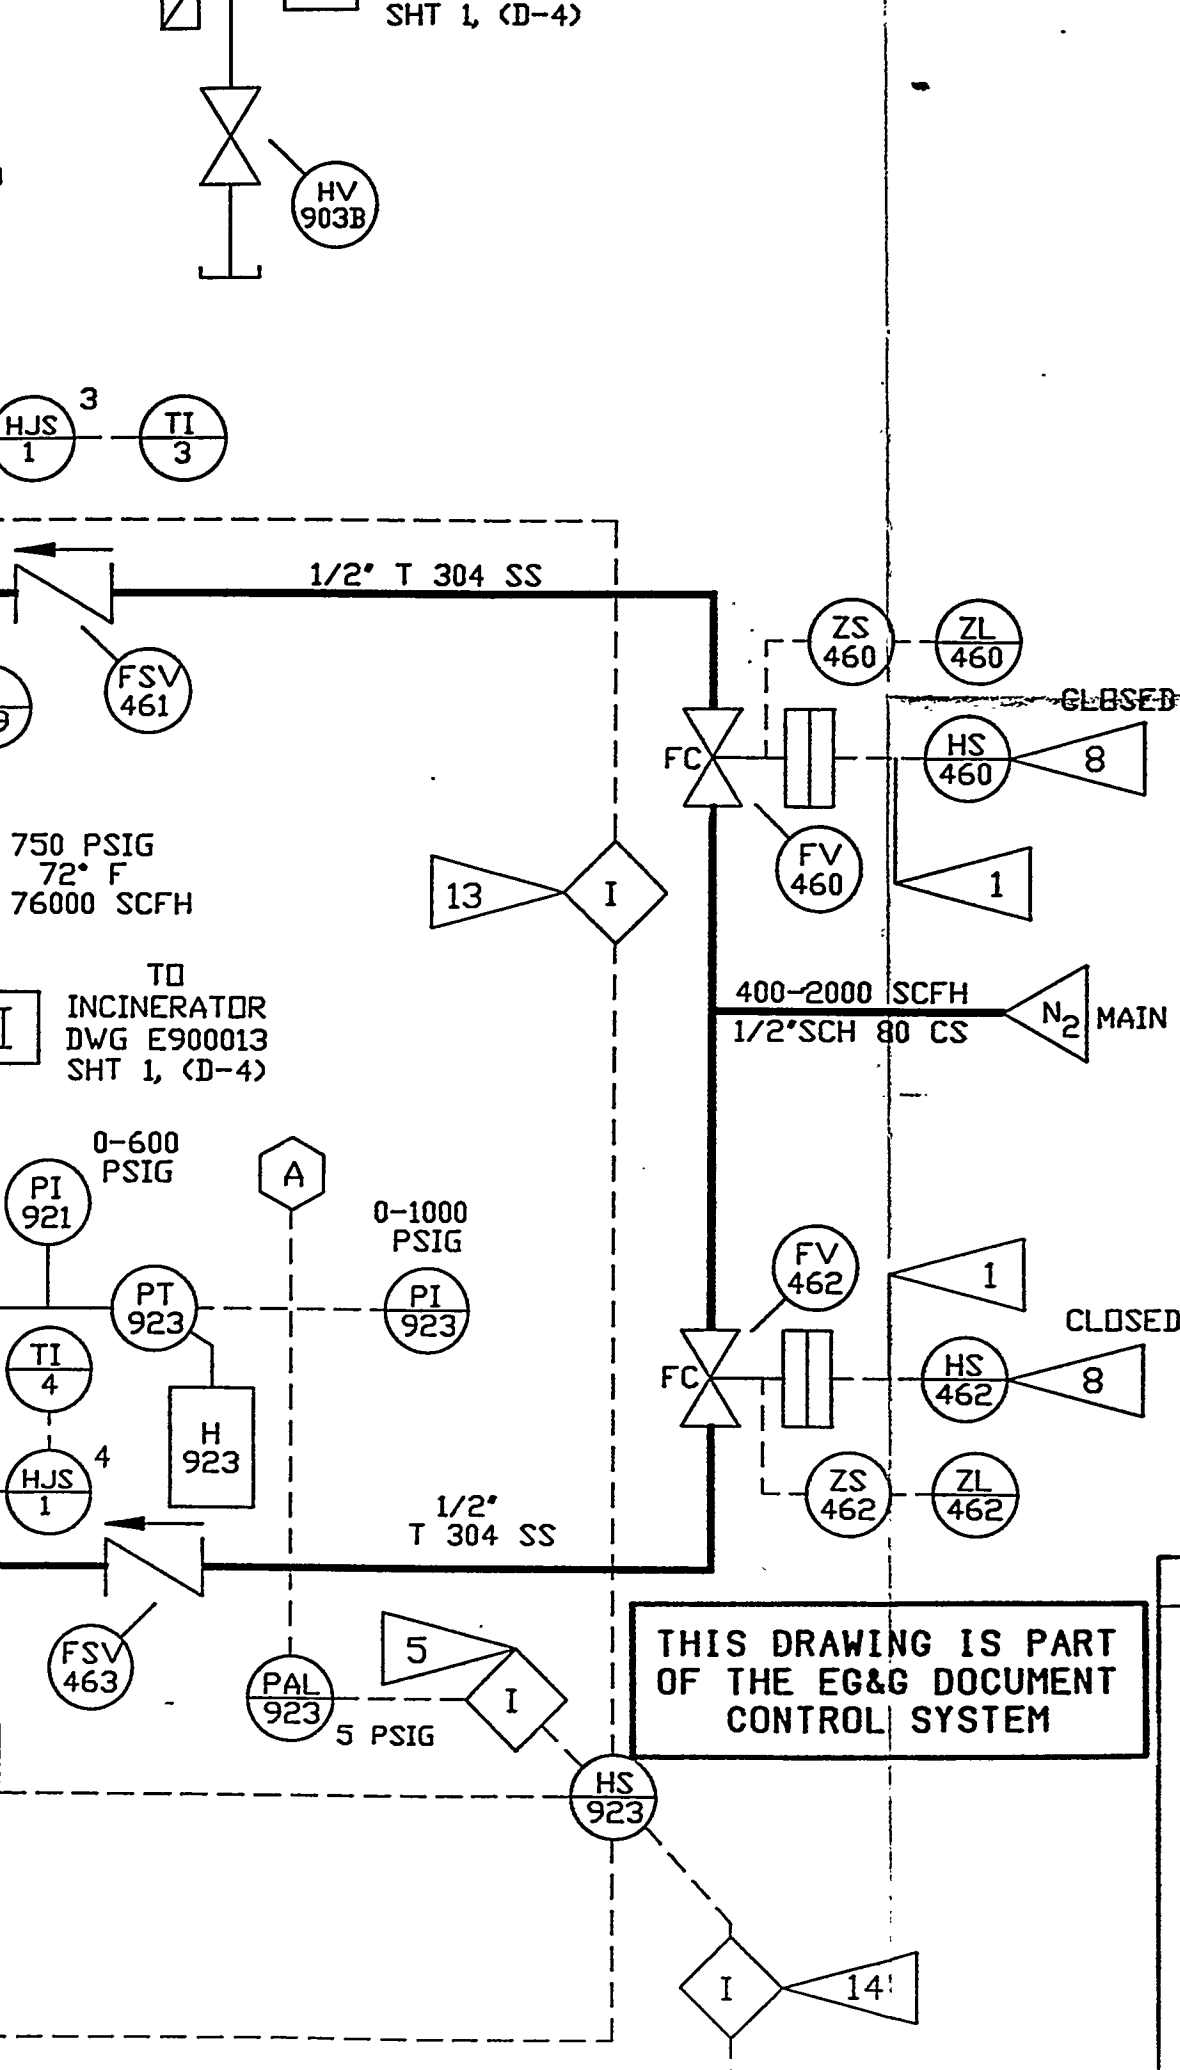 SHT 1, (D-4)
HV
903B
HJS
1
3
TI
3
1/2" T 304 SS
ZS
460
ZL
460
FSV
461
9
CLOSED
FC
HS
460
8
FV
460
1
750 PSIG
72° F
76000 SCFH
13
I
TO
INCINERATOR
DWG E900013
SHT 1, (D-4)
I
400-2000 SCFH
1/2"SCH 80 CS
N2
MAIN
0-600
PSIG
PI
921
A
0-1000
PSIG
PT
923
PI
923
FV
462
1
CLOSED
TI
4
FC
HS
462
8
H
923
HJS
1
4
ZS
462
ZL
462
1/2"
T 304 SS
FSV
463
5
I
PAL
923
5 PSIG
THIS DRAWING IS PART
OF THE EG&G DOCUMENT
CONTROL SYSTEM
HS
923
I
14